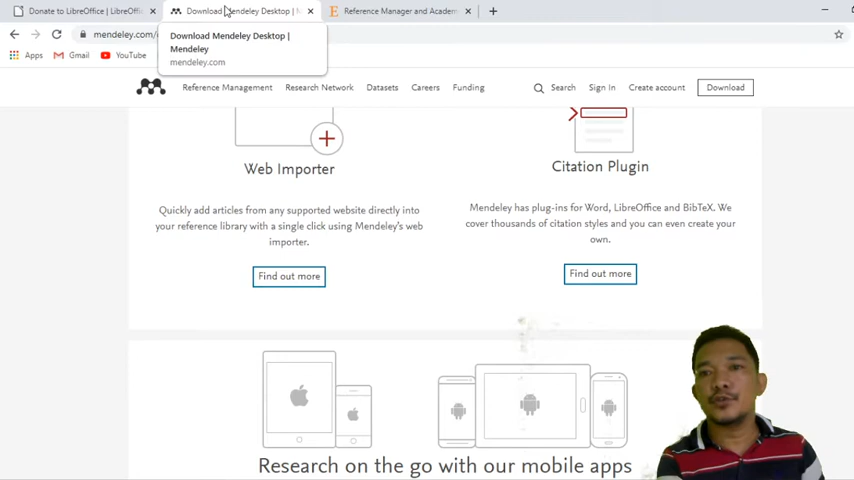 Donate to LibreOffice | LibreOffi
Download Mendeley Desktop | M
Reference Manager and Academ
mendeley.com/
Download Mendeley Desktop |
Mendeley
mendeley.com
Apps
Gmail
YouTube
Reference Management
Research Network
Datasets
Careers
Funding
Search
Sign In
Create account
Download
Web Importer
Citation Plugin
Quickly add articles from any supported website directly into
your reference library with a single click using Mendeley's web
importer.
Mendeley has plug-ins for Word, LibreOffice and BibTeX. We
cover thousands of citation styles and you can even create your
own.
Find out more
Find out more
Research on the go with our mobile apps